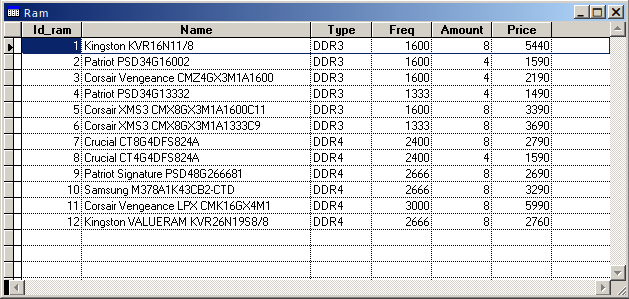 Ram
Id_ram Name Type Freq Amount Price
1 Kingston KVR16N11/8 DDR3 1600 8 5440
2 Patriot PSD34G16002 DDR3 1600 4 1590
3 Corsair Vengeance CMZ4GX3M1A1600 DDR3 1600 4 2190
4 Patriot PSD34G13332 DDR3 1333 4 1490
5 Corsair XMS3 CMX8GX3M1A1600C11 DDR3 1600 8 3390
6 Corsair XMS3 CMX8GX3M1A1333C9 DDR3 1333 8 3690
7 Crucial CT8G4DFS824A DDR4 2400 8 2790
8 Crucial CT4G4DFS824A DDR4 2400 4 1590
9 Patriot Signature PSD48G266681 DDR4 2666 8 2690
10 Samsung M378A1K43CB2-CTD DDR4 2666 8 3290
11 Corsair Vengeance LPX CMK16GX4M1 DDR4 3000 8 5990
12 Kingston VALUERAM KVR26N19S8/8 DDR4 2666 8 2760